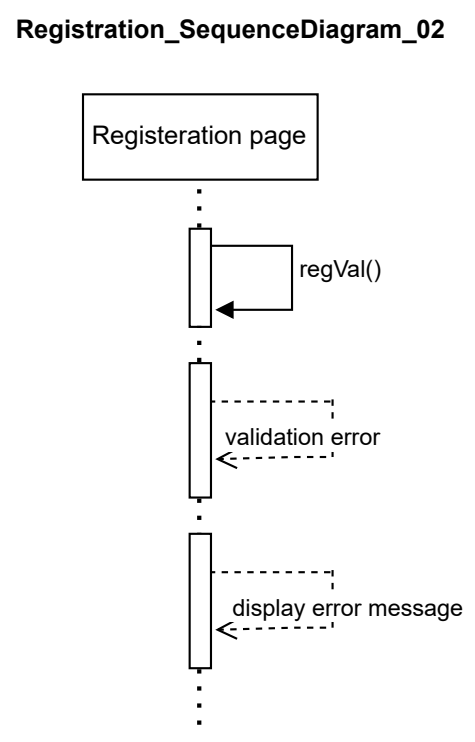 Registration_SequenceDiagram_02
Registeration page
regVal()
validation error
display error message